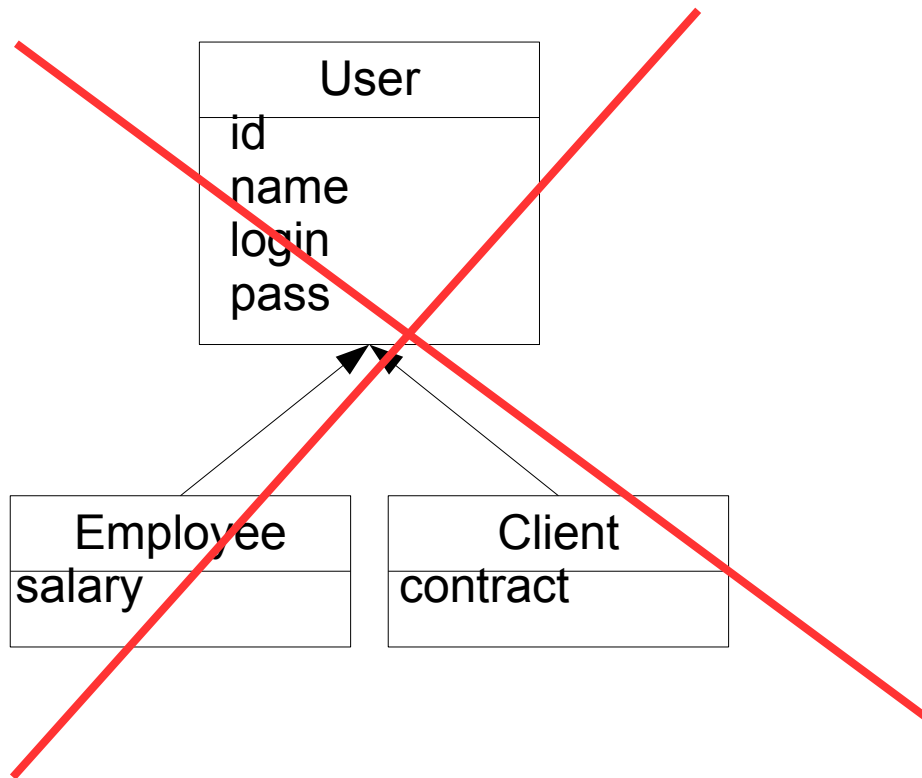 User
id
name
login
pass
Employee
salary
Client
contract